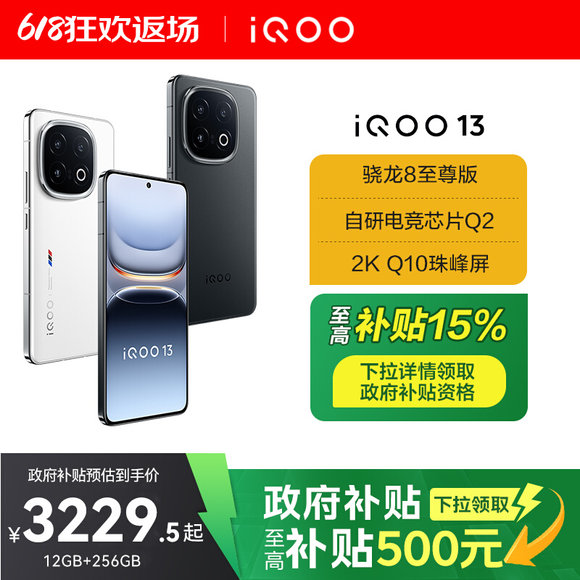 618狂欢返场
iQOO
iQOO 13
骁龙8至尊版
自研电竞芯片Q2
2K Q10珠峰屏
iQOO
iQOO
iQOO 13
至高
补贴15%
下拉详情领取
政府补贴资格
政府补贴预估到手价
¥3229.5起
12GB+256GB
政府补贴
下拉领取
至高
补贴500元